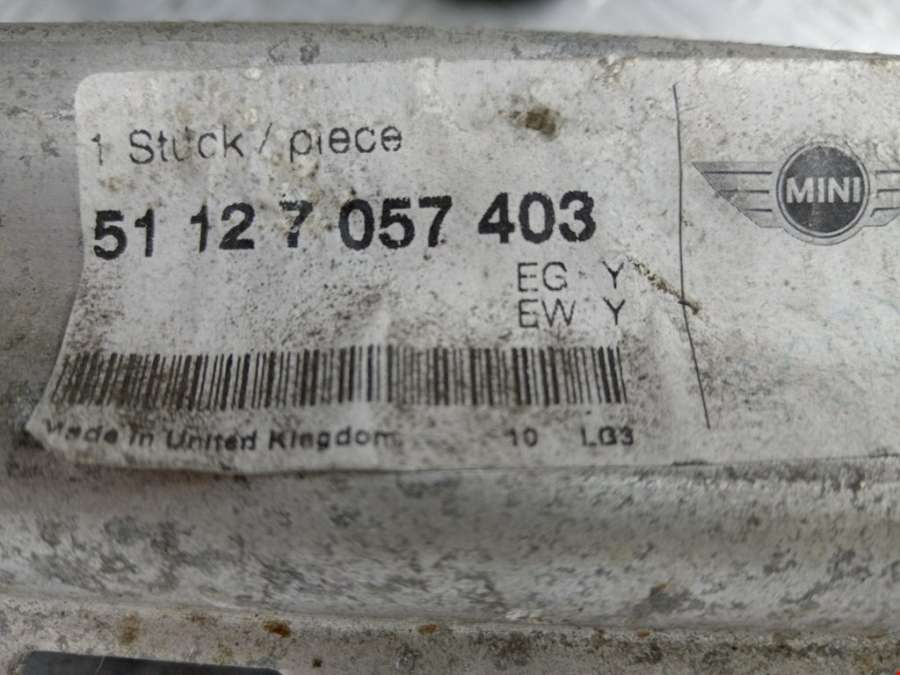 1 Stück / piece
51 12 7 057 403
MINI
EG Y
EW Y
Made in United Kingdom 10 LG3